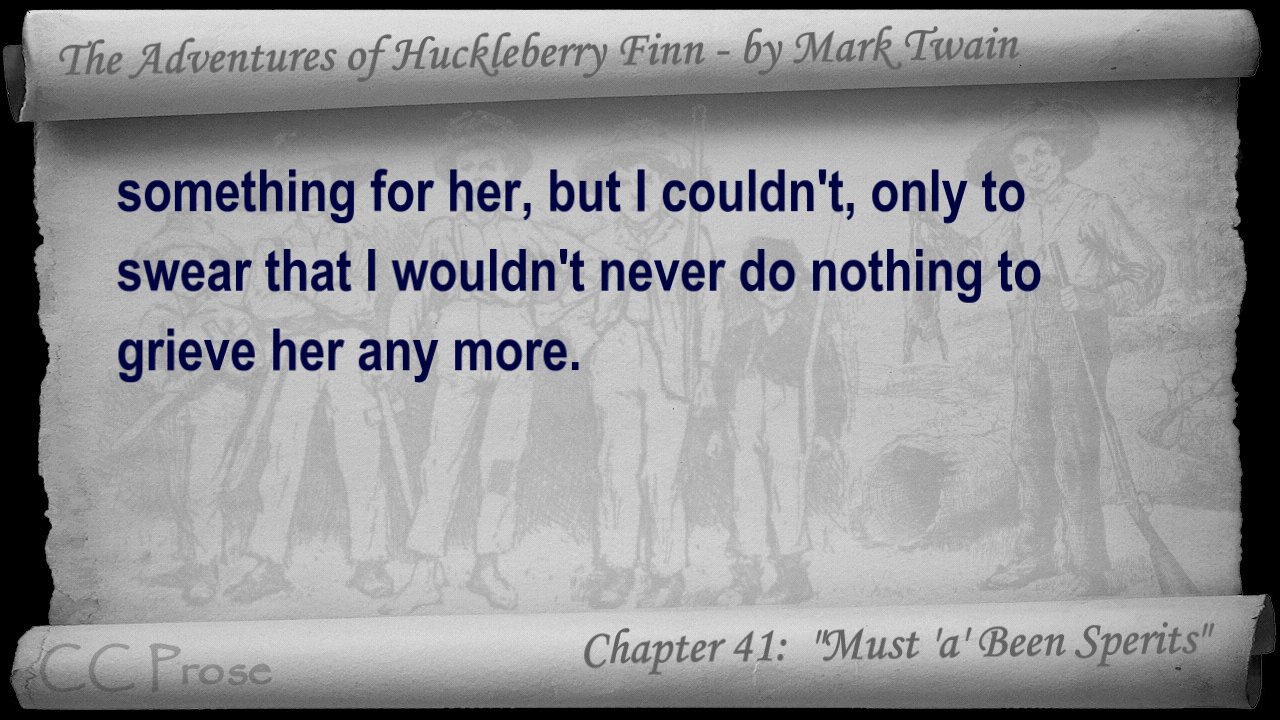 The Adventures of Huckleberry Finn - by Mark Twain
something for her, but I couldn't, only to
swear that I wouldn't never do nothing to
grieve her any more.
CC Prose
Chapter 41: "Must 'a' Been Sperits"